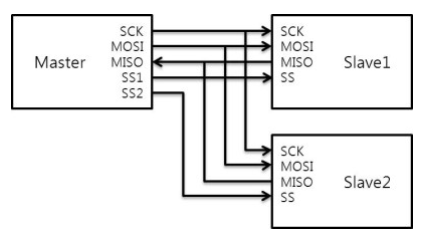 Master
SCK
MOSI
MISO
SS1
SS2
SCK
MOSI
MISO
SS
Slave1
SCK
MOSI
MISO
SS
Slave2